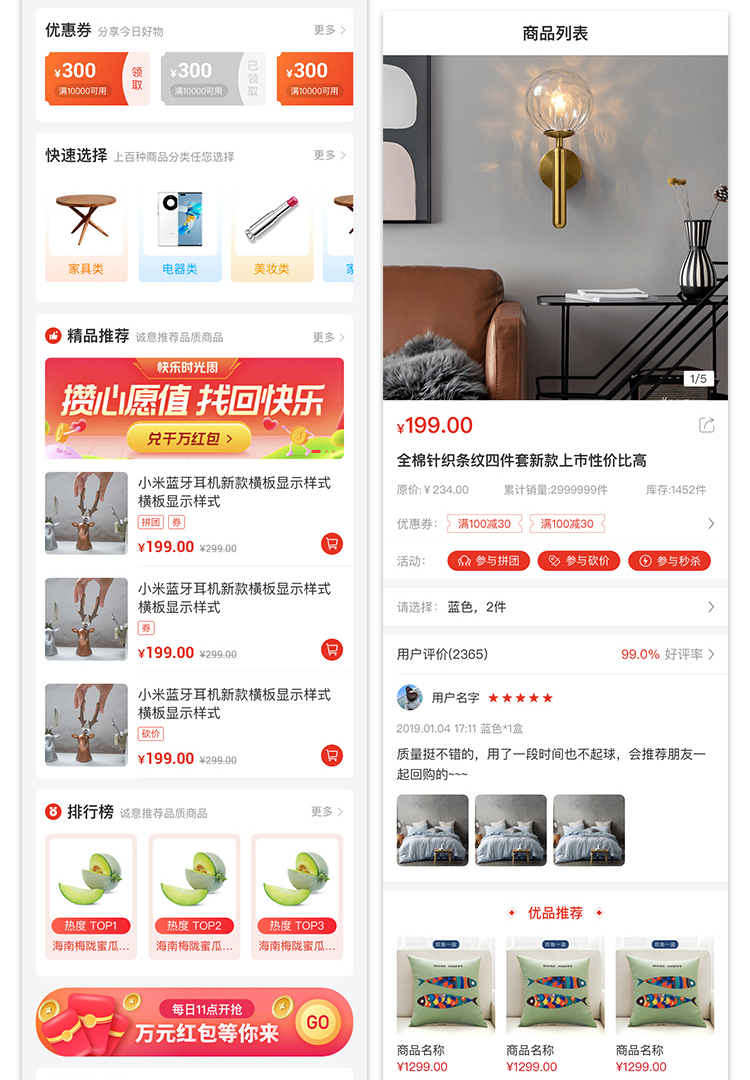 优惠券 分享今日好物 更多
¥300
满10000可用
领取
¥300
满10000可用
已领取
¥300
满10000可用
快速选择 上百种商品分类任您选择 更多
家具类 电器类 美妆类
精品推荐 诚意推荐品质商品 更多
快乐时光周
攒心愿值 找回快乐
兑千万红包
小米蓝牙耳机新款横板显示样式
横板显示样式
拼团 券
¥199.00 ¥299.00
小米蓝牙耳机新款横板显示样式
横板显示样式
券
¥199.00 ¥299.00
小米蓝牙耳机新款横板显示样式
横板显示样式
砍价
¥199.00 ¥299.00
排行榜 诚意推荐品质商品 更多
热度 TOP1 热度 TOP2 热度 TOP3
海南梅陇蜜瓜... 海南梅陇蜜瓜... 海南梅陇蜜瓜...
每日11点开抢
万元红包等你来
GO
商品列表
1/5
¥199.00
全棉针织条纹四件套新款上市性价比高
原价:¥234.00 累计销量:2999999件 库存:1452件
优惠券: 满100减30 满100减30
活动: 参与拼团 参与砍价 参与秒杀
请选择: 蓝色，2件
用户评价(2365) 99.0% 好评率
用户名字
2019.01.04 17:11 蓝色*1盒
质量挺不错的，用了一段时间也不起球，会推荐朋友一
起回购的~~~
优品推荐
双鱼一面 双鱼一面 双鱼一面
商品名称 商品名称 商品名称
¥1299.00 ¥1299.00 ¥1299.00